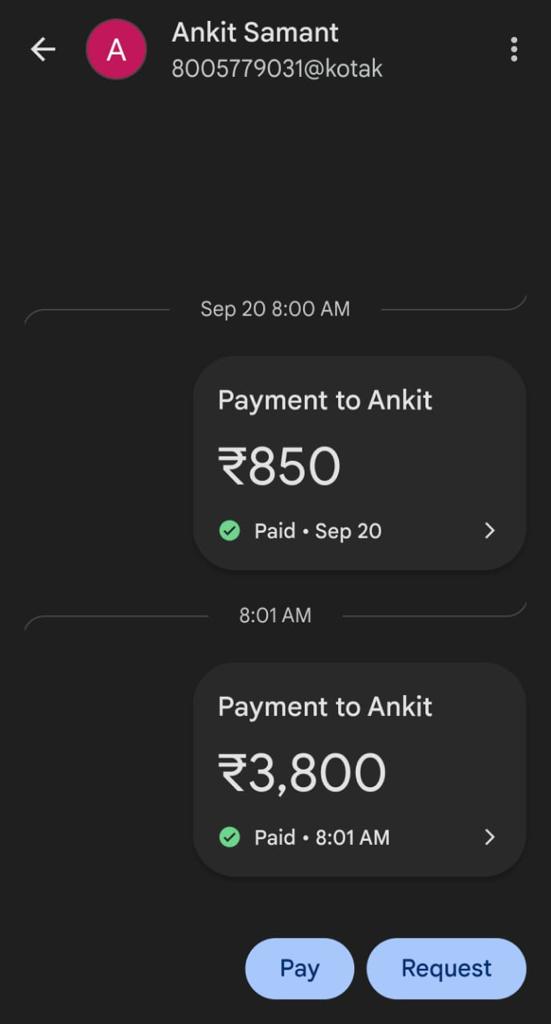 A
Ankit Samant
8005779031@kotak
Sep 20 8:00 AM
Payment to Ankit
₹850
Paid • Sep 20
8:01 AM
Payment to Ankit
₹3,800
Paid • 8:01 AM
Pay
Request